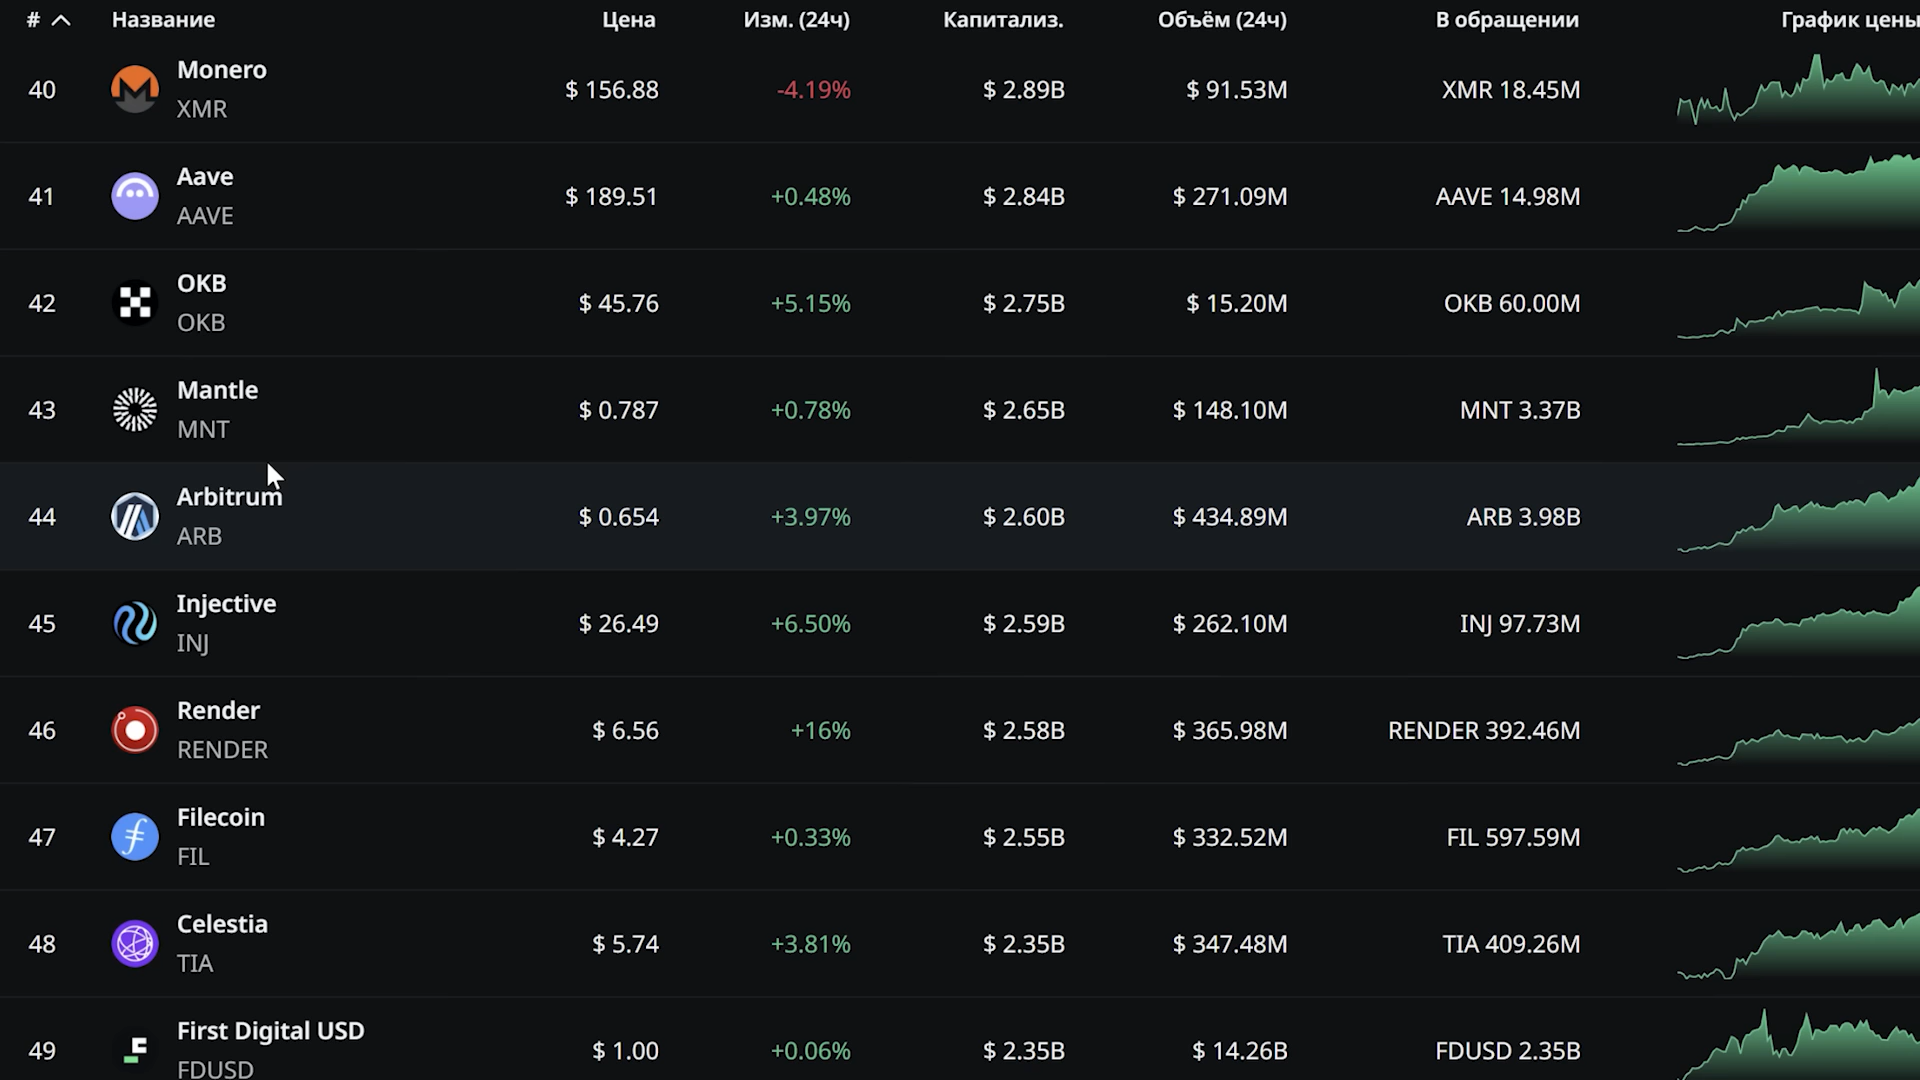 # Название Цена Изм. (24ч) Капитализ. Объём (24ч) В обращении График цены
40 Monero $ 156.88 -4.19% $ 2.89B $ 91.53M XMR 18.45M
XMR
41 Aave $ 189.51 +0.48% $ 2.84B $ 271.09M AAVE 14.98M
AAVE
42 OKB $ 45.76 +5.15% $ 2.75B $ 15.20M OKB 60.00M
OKB
43 Mantle $ 0.787 +0.78% $ 2.65B $ 148.10M MNT 3.37B
MNT
44 Arbitrum $ 0.654 +3.97% $ 2.60B $ 434.89M ARB 3.98B
ARB
45 Injective $ 26.49 +6.50% $ 2.59B $ 262.10M INJ 97.73M
INJ
46 Render $ 6.56 +16% $ 2.58B $ 365.98M RENDER 392.46M
RENDER
47 Filecoin $ 4.27 +0.33% $ 2.55B $ 332.52M FIL 597.59M
FIL
48 Celestia $ 5.74 +3.81% $ 2.35B $ 347.48M TIA 409.26M
TIA
49 First Digital USD $ 1.00 +0.06% $ 2.35B $ 14.26B FDUSD 2.35B
FDUSD